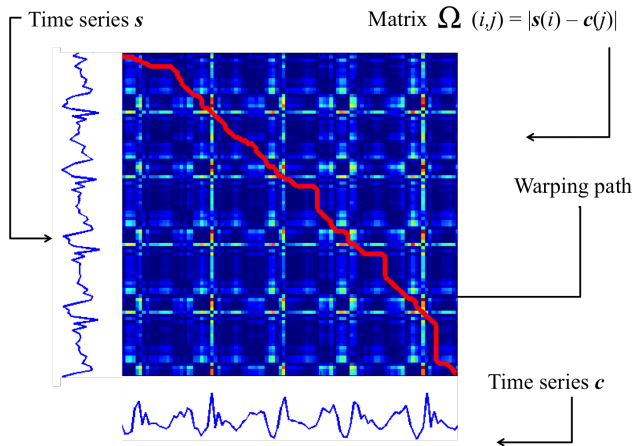 Time series s
Matrix Ω (i,j) = |s(i) – c(j)|
Warping path
Time series c